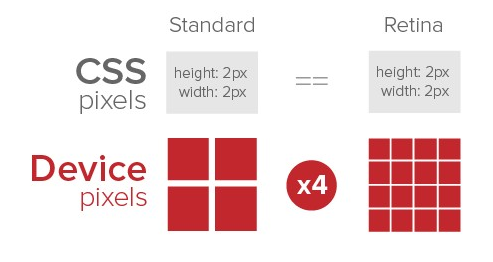 Standard
Retina
CSS
pixels
height: 2px
width: 2px
==
height: 2px
width: 2px
Device
pixels
x4